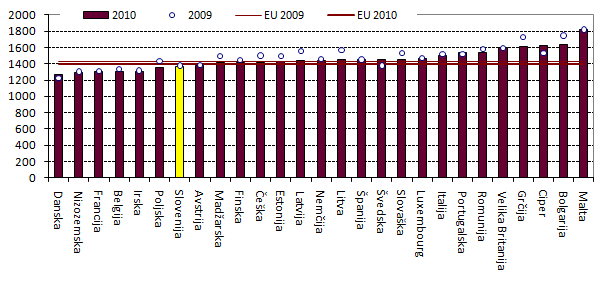 2010 2009 EU 2009 EU 2010
2000
1800
1600
1400
1200
1000
800
600
400
200
0
Danska
Nizozemska
Francija
Belgija
Irska
Poljska
Slovenija
Avstrija
Madžarska
Finska
Češka
Estonija
Latvija
Nemčija
Litva
Španija
Švedska
Slovaška
Luxembourg
Italija
Portugalska
Romunija
Velika Britanija
Grčija
Ciper
Bolgarija
Malta